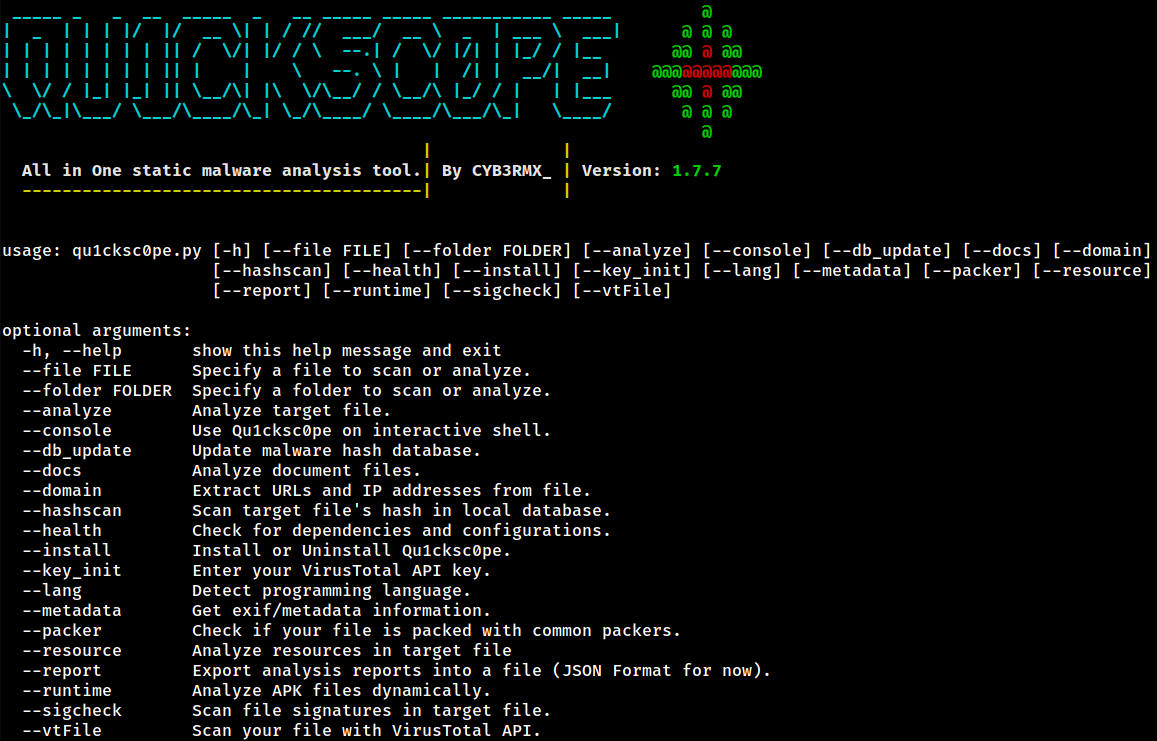 QU1CKSC0PE
All in One static malware analysis tool.| By CYB3RMX_ | Version: 1.7.7
usage: qu1cksc0pe.py [-h] [--file FILE] [--folder FOLDER] [--analyze] [--console] [--db_update] [--docs] [--domain]
[--hashscan] [--health] [--install] [--key_init] [--lang] [--metadata] [--packer] [--resource]
[--report] [--runtime] [--sigcheck] [--vtFile]
optional arguments:
-h, --help show this help message and exit
--file FILE Specify a file to scan or analyze.
--folder FOLDER Specify a folder to scan or analyze.
--analyze Analyze target file.
--console Use Qu1cksc0pe on interactive shell.
--db_update Update malware hash database.
--docs Analyze document files.
--domain Extract URLs and IP addresses from file.
--hashscan Scan target file's hash in local database.
--health Check for dependencies and configurations.
--install Install or Uninstall Qu1cksc0pe.
--key_init Enter your VirusTotal API key.
--lang Detect programming language.
--metadata Get exif/metadata information.
--packer Check if your file is packed with common packers.
--resource Analyze resources in target file
--report Export analysis reports into a file (JSON Format for now).
--runtime Analyze APK files dynamically.
--sigcheck Scan file signatures in target file.
--vtFile Scan your file with VirusTotal API.